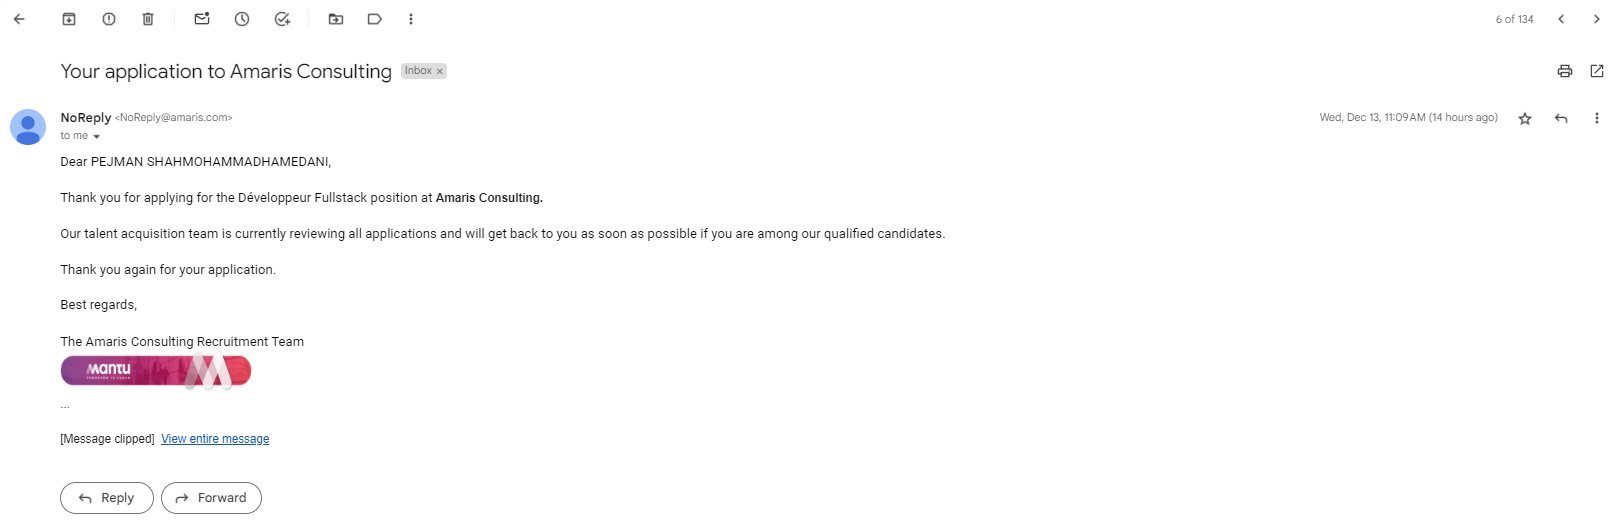 6 of 134
Your application to Amaris Consulting Inbox ×
NoReply <NoReply@amaris.com> Wed, Dec 13, 11:09 AM (14 hours ago)
to me
Dear PEJMAN SHAHMOHAMMADHAMEDANI,
Thank you for applying for the Développeur Fullstack position at Amaris Consulting.
Our talent acquisition team is currently reviewing all applications and will get back to you as soon as possible if you are among our qualified candidates.
Thank you again for your application.
Best regards,
The Amaris Consulting Recruitment Team
мantu
...
[Message clipped] View entire message
Reply Forward